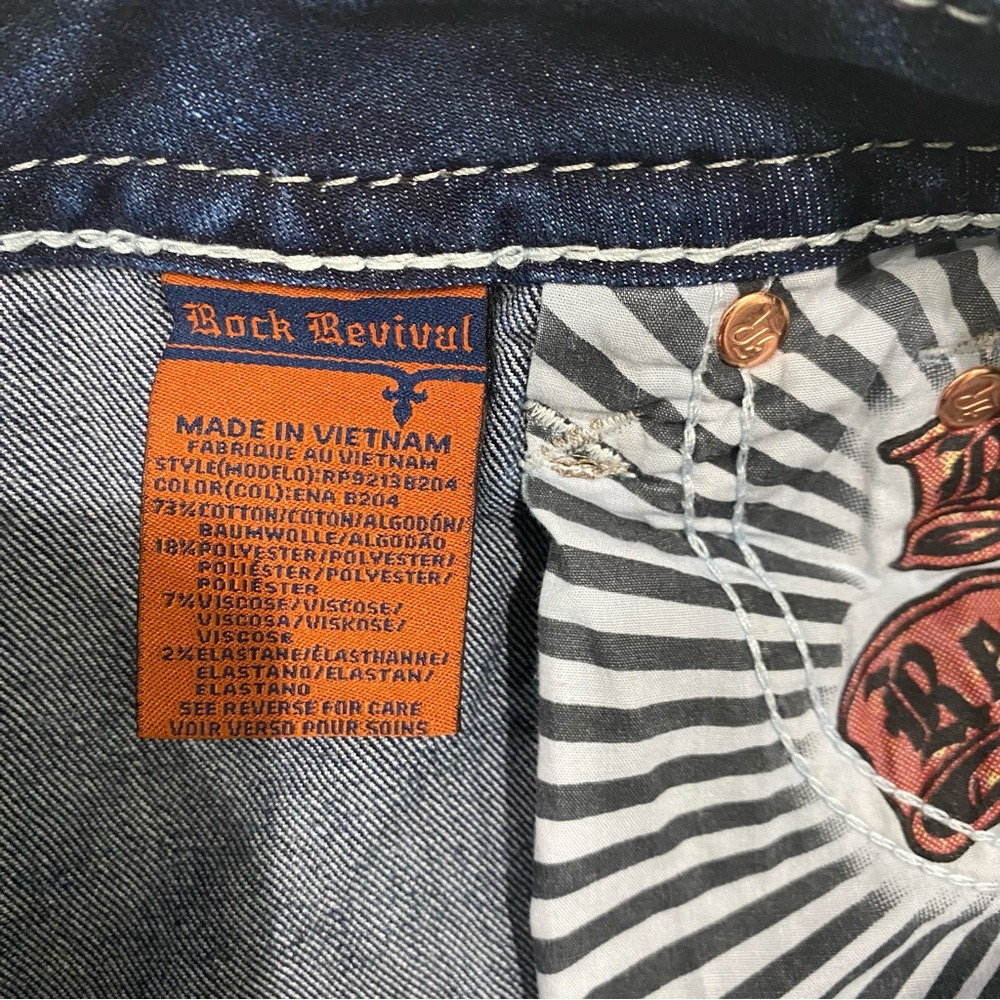 Rock Revival
MADE IN VIETNAM
FABRIQUE AU VIETNAM
STYLE(MODELO):RP9213B204
COLOR(COL):ENA B204
73%COTTON/COTON/ALGODÓN/
BAUMWOLLE/ALGODÃO
18%POLYESTER/POLYESTER/
POLIÉSTER/POLYESTER/
POLIÉSTER
7%VISCOSE/VISCOSE/
VISCOSA/VISKOSE/
VISCOSE
2%ELASTANE/ÉLASTHANNE/
ELASTANO/ELASTAN/
ELASTANO
SEE REVERSE FOR CARE
VOIR VERSO POUR SOINS